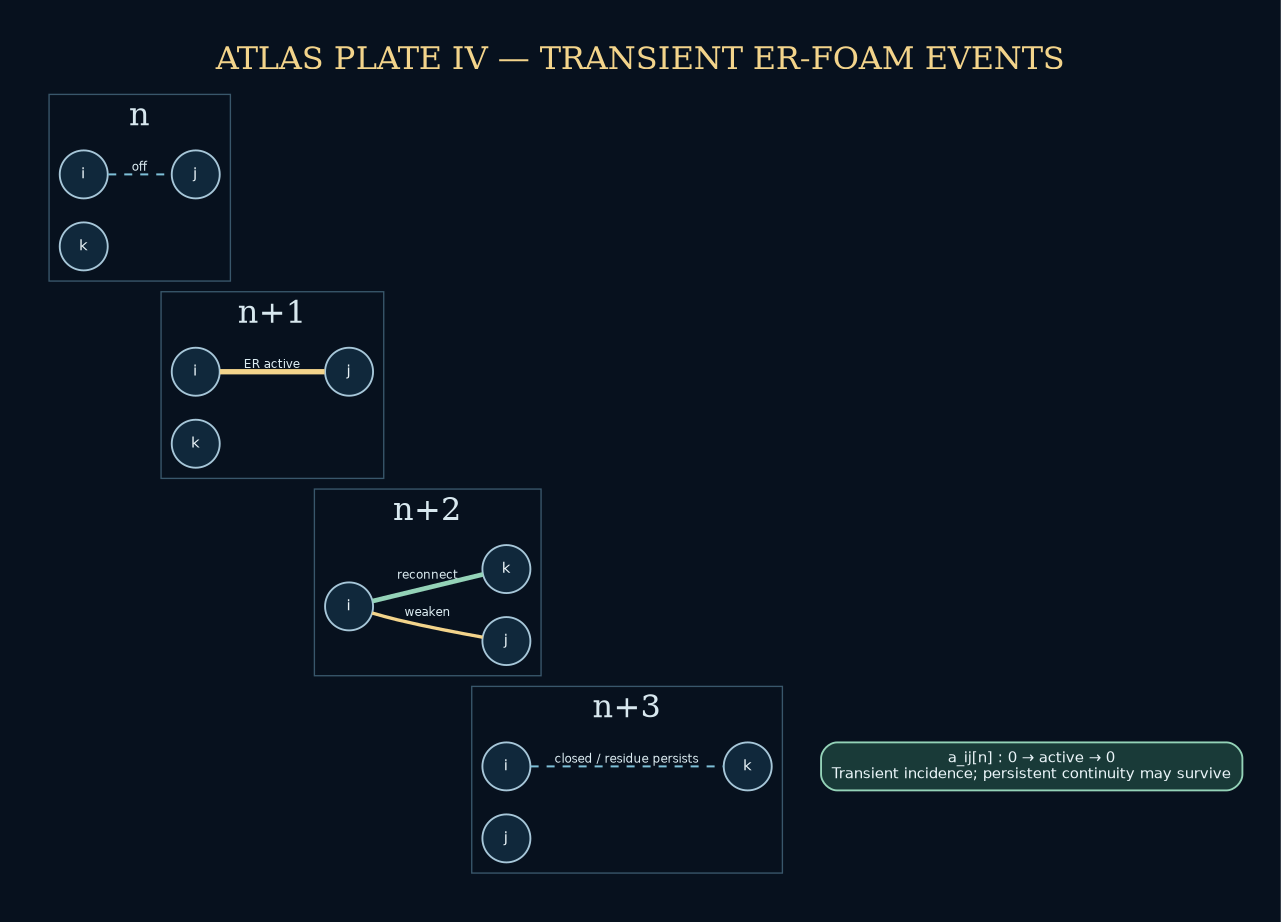 ATLAS PLATE IV — TRANSIENT ER-FOAM EVENTS
n
off
i
j
k
n+1
ER active
i
j
k
n+2
reconnect
k
i
weaken
j
n+3
closed / residue persists
i
k
j
a_ij[n] : 0 → active → 0
Transient incidence; persistent continuity may survive